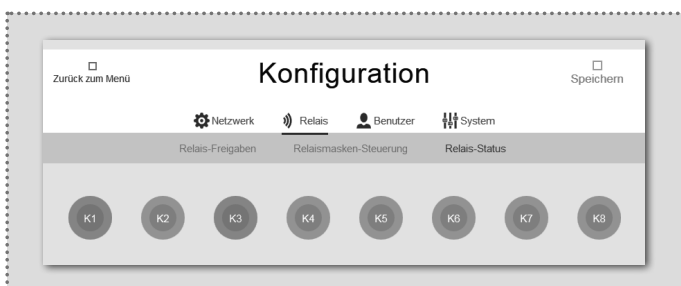 Konfiguration
Zurück zum Menü
Speichern
Netzwerk Relais Benutzer System
Relais-Freigaben Relaismasken-Steuerung Relais-Status
K1 K2 K3 K4 K5 K6 K7 K8